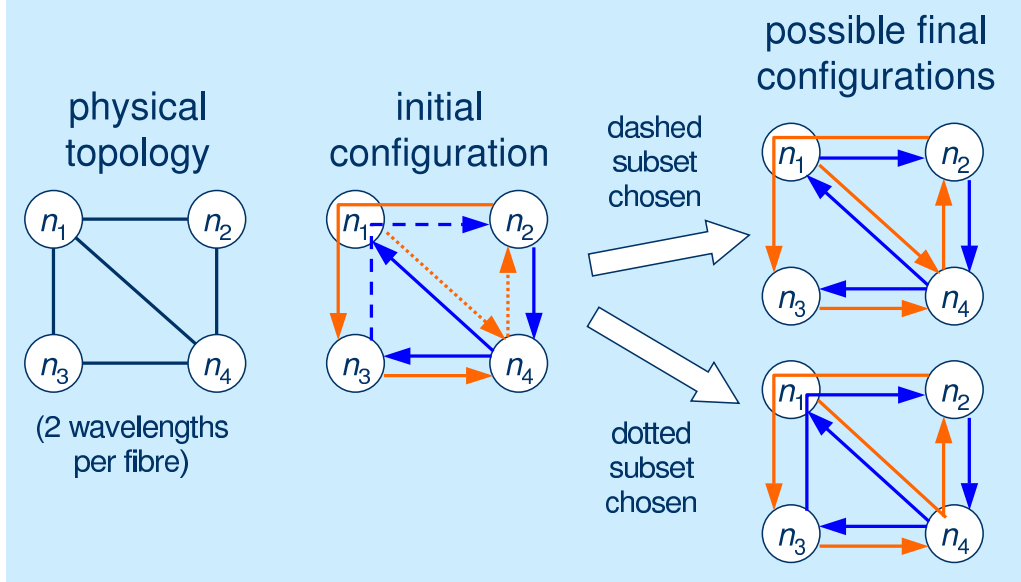 physical
topology
n1
n2
n3
n4
(2 wavelengths
per fibre)
initial
configuration
n1
n2
n3
n4
dashed
subset
chosen
dotted
subset
chosen
possible final
configurations
n1
n2
n3
n4
n1
n2
n3
n4